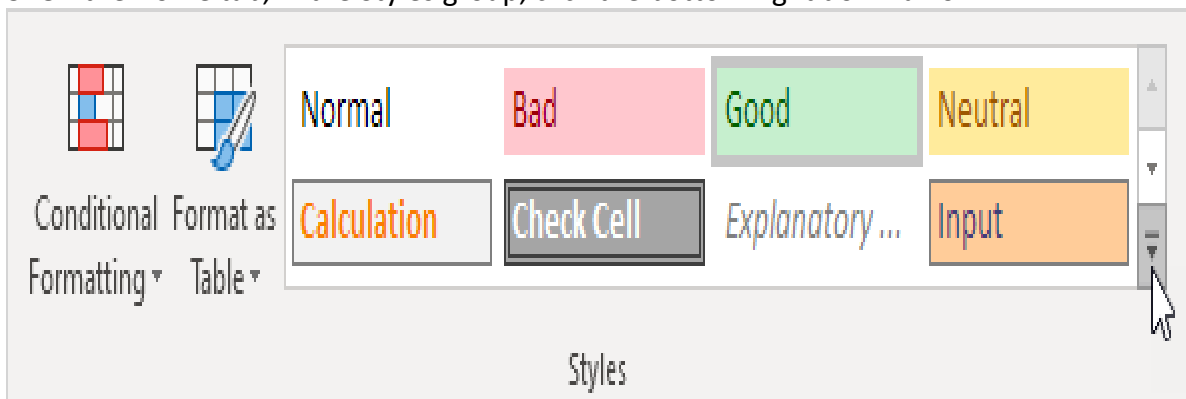 Normal Bad Good Neutral
Conditional Format as Calculation Check Cell Explanatory ... Input
Formatting Table
Styles